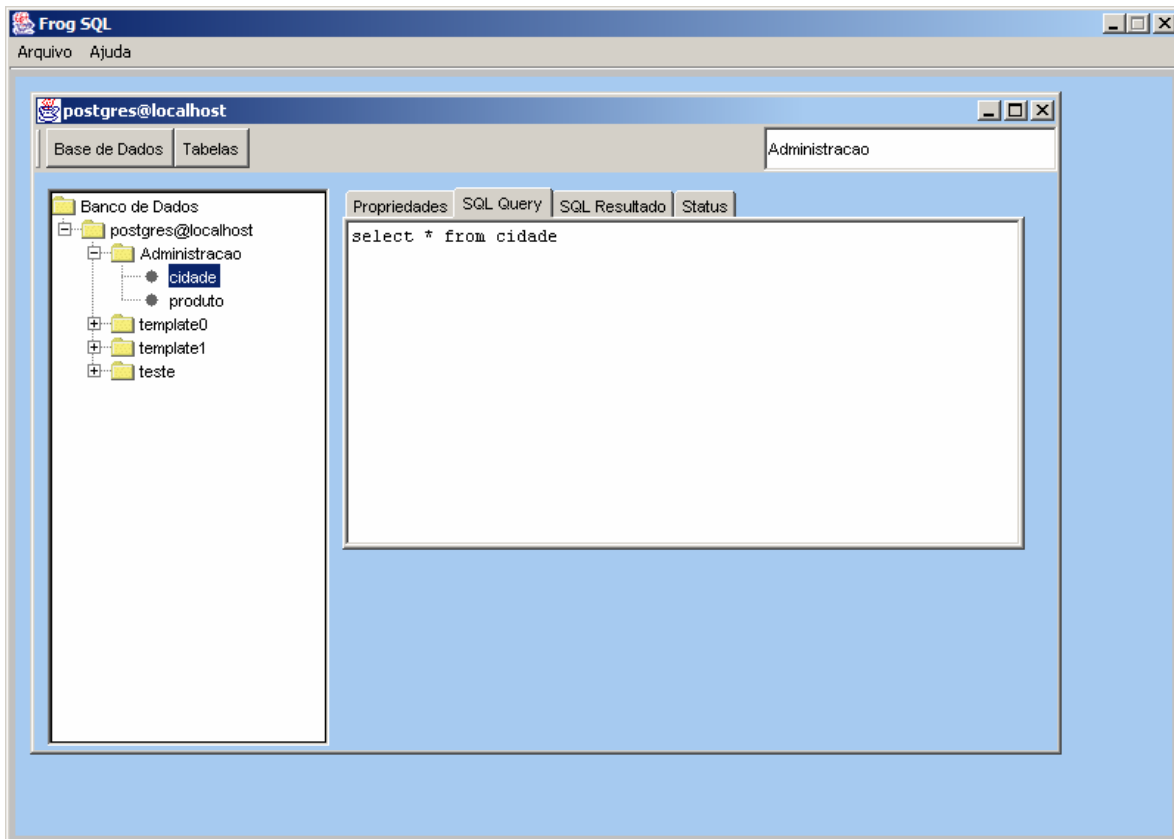 Frog SQL
Arquivo Ajuda
postgres@localhost
Base de Dados Tabelas Administracao
Banco de Dados
postgres@localhost
Administracao
cidade
produto
template0
template1
teste
Propriedades SQL Query SQL Resultado Status
select * from cidade